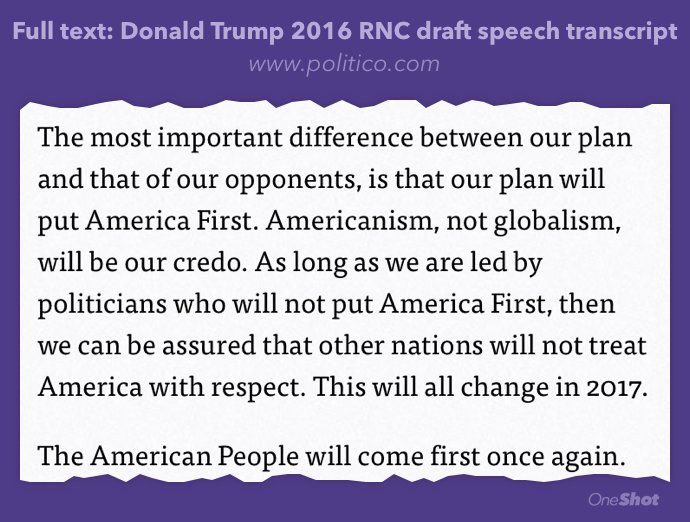 Full text: Donald Trump 2016 RNC draft speech transcript
www.politico.com
The most important difference between our plan
and that of our opponents, is that our plan will
put America First. Americanism, not globalism,
will be our credo. As long as we are led by
politicians who will not put America First, then
we can be assured that other nations will not treat
America with respect. This will all change in 2017.
The American People will come first once again.
OneShot